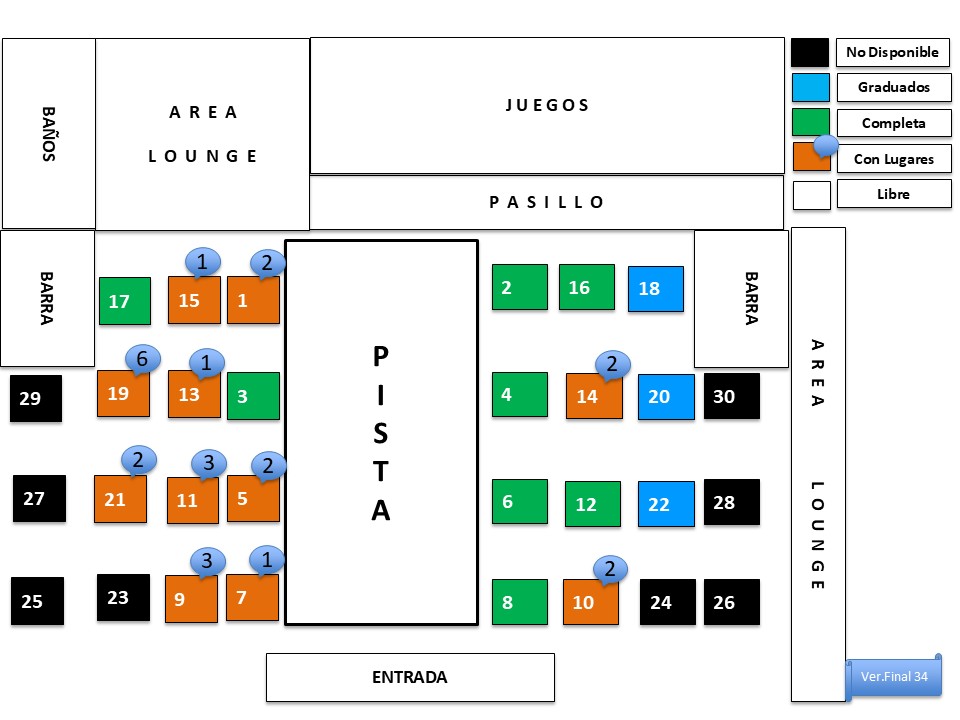 BAÑOS
AREA
LOUNGE
JUEGOS
PASILLO
No Disponible
Graduados
Completa
Con Lugares
Libre
BARRA
17
1
15
2
1
2
16
18
BARRA
29
6
19
1
13
3
4
2
14
20
30
27
2
21
3
11
2
5
6
12
22
28
25
23
3
9
1
7
8
2
10
24
26
PISTA
AREA LOUNGE
ENTRADA
Ver.Final 34